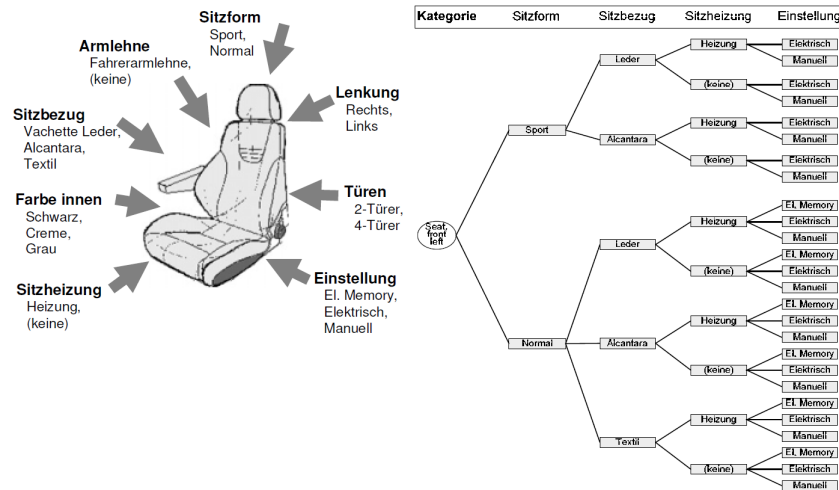 Sitzform
Sport,
Normal
Armlehne
Fahrerarmlehne,
(keine)
Lenkung
Rechts,
Links
Sitzbezug
Vachette Leder,
Alcantara,
Textil
Türen
2-Türer,
4-Türer
Farbe innen
Schwarz,
Creme,
Grau
Einstellung
El. Memory,
Elektrisch,
Manuell
Sitzheizung
Heizung,
(keine)
Kategorie Sitzform Sitzbezug Sitzheizung Einstellung
Seat,
front
left
Sport
Leder
Heizung
Elektrisch
Manuell
(keine)
Elektrisch
Manuell
Alcantara
Heizung
Elektrisch
Manuell
(keine)
Elektrisch
Manuell
Normal
Leder
Heizung
El. Memory
Elektrisch
Manuell
(keine)
El. Memory
Elektrisch
Manuell
Alcantara
Heizung
El. Memory
Elektrisch
Manuell
(keine)
El. Memory
Elektrisch
Manuell
Textil
Heizung
El. Memory
Elektrisch
Manuell
(keine)
El. Memory
Elektrisch
Manuell